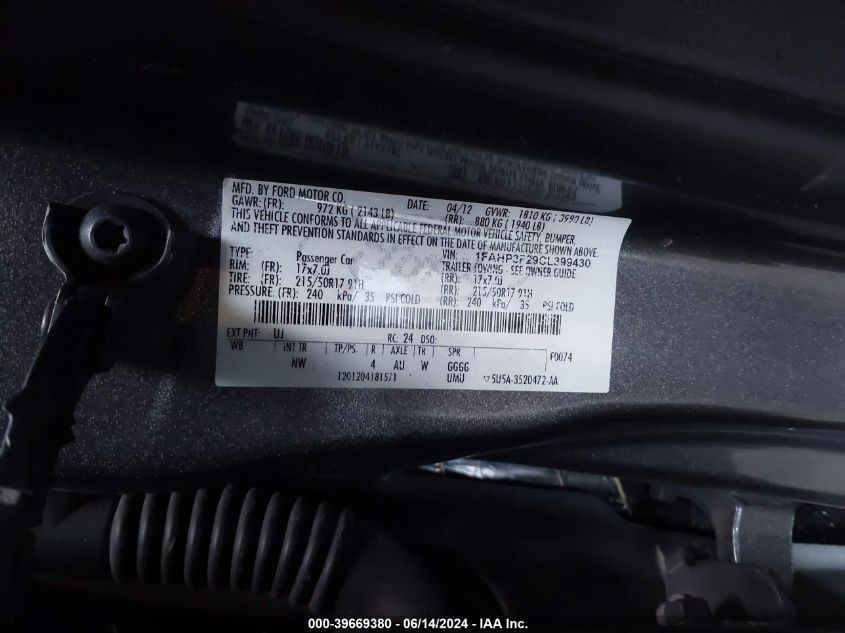 MFD. BY FORD MOTOR CO.
DATE: 04/12 GVWR: 1810 KG ( 3990 LB)
GAWR: (FR): 972 KG ( 2143 LB) (RR): 880 KG ( 1940 LB)
THIS VEHICLE CONFORMS TO ALL APPLICABLE FEDERAL MOTOR VEHICLE SAFETY, BUMPER,
AND THEFT PREVENTION STANDARDS IN EFFECT ON THE DATE OF MANUFACTURE SHOWN ABOVE.
VIN: 1FAHP3F29CL399430
TYPE: Passenger Car TRAILER TOWING - SEE OWNER GUIDE
RIM: (FR): 17x7.0J (RR): 17x7.0J
TIRE: (FR): 215/50R17 91H (RR): 215/50R17 91H
PRESSURE: (FR): 240 kPa/ 35 PSI COLD (RR): 240 kPa/ 35 PSI COLD
EXT PNT: UJ RC: 24 DSO:
WB INT TR TP/PS R AXLE TR SPR F0074
NW 4 AU W GGGG
1201204181571 UMU 5U5A-3520472-AA
000-39669380 - 06/14/2024 - IAA Inc.